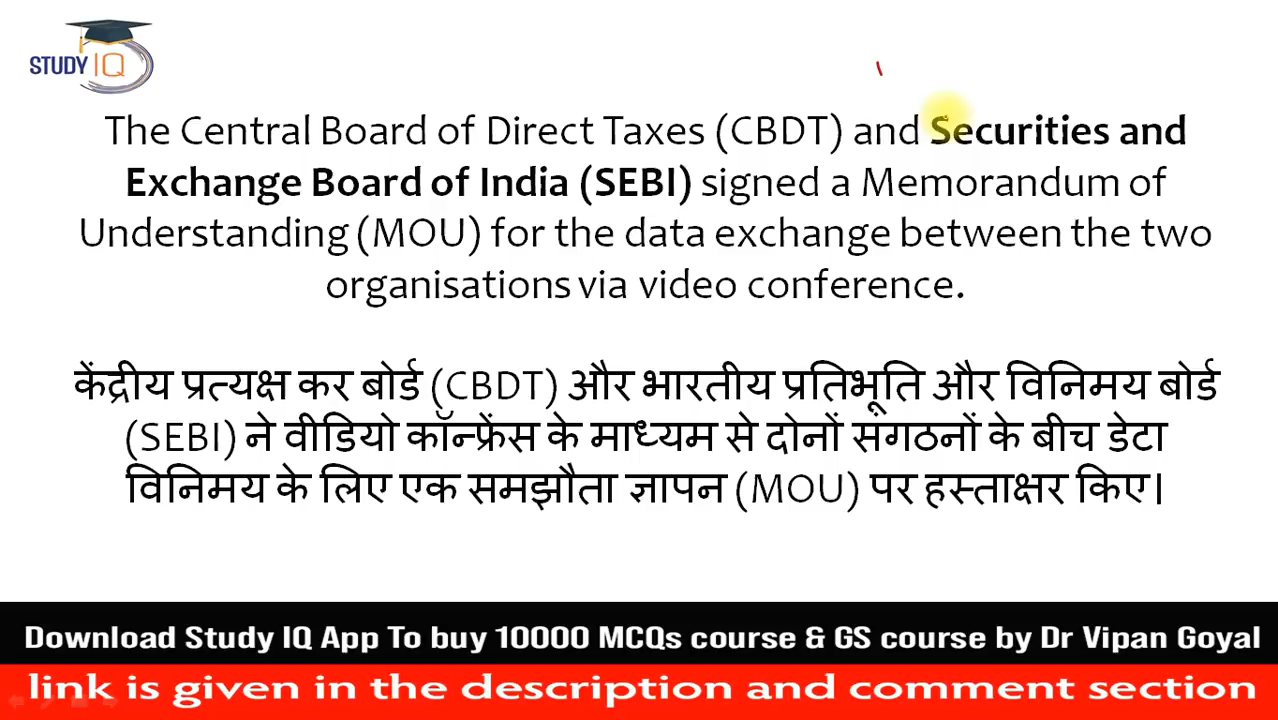 STUDY IQ
The Central Board of Direct Taxes (CBDT) and Securities and
Exchange Board of India (SEBI) signed a Memorandum of
Understanding (MOU) for the data exchange between the two
organisations via video conference.
केंद्रीय प्रत्यक्ष कर बोर्ड (CBDT) और भारतीय प्रतिभूति और विनिमय बोर्ड
(SEBI) ने वीडियो कॉन्फ्रेंस के माध्यम से दोनों संगठनों के बीच डेटा
विनिमय के लिए एक समझौता ज्ञापन (MOU) पर हस्ताक्षर किए।
Download Study IQ App To buy 10000 MCQs course & GS course by Dr Vipan Goyal
link is given in the description and comment section